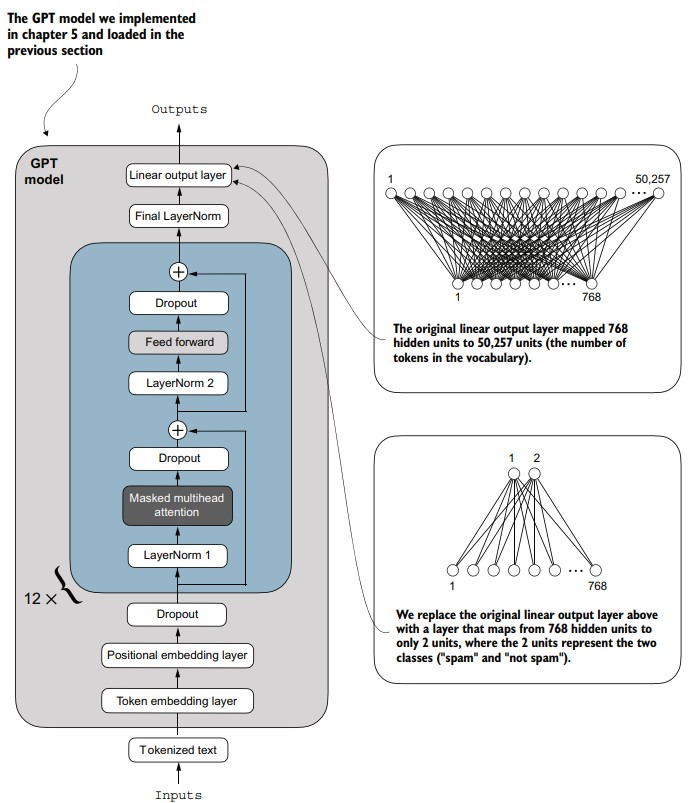 The GPT model we implemented
in chapter 5 and loaded in the
previous section
Outputs
GPT
model
Linear output layer
Final LayerNorm
+
Dropout
Feed forward
LayerNorm 2
+
Dropout
Masked multihead
attention
LayerNorm 1
12 ×
Dropout
Positional embedding layer
Token embedding layer
Tokenized text
Inputs
1 50,257
...
1 ... 768
The original linear output layer mapped 768
hidden units to 50,257 units (the number of
tokens in the vocabulary).
1 2
...
1 768
We replace the original linear output layer above
with a layer that maps from 768 hidden units to
only 2 units, where the 2 units represent the two
classes ("spam" and "not spam").